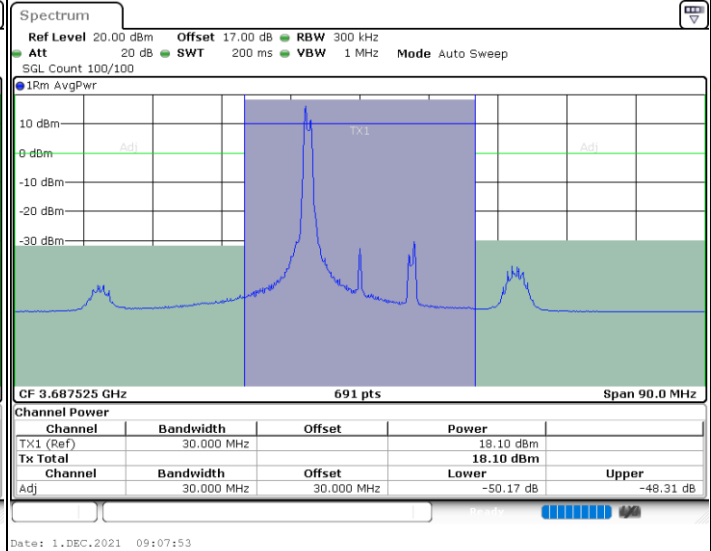 Spectrum
Ref Level 20.00 dBm Offset 17.00 dB RBW 300 kHz
Att 20 dB SWT 200 ms VBW 1 MHz Mode Auto Sweep
SGL Count 100/100
1Rm AvgPwr
10 dBm
TX1
0 dBm
Adj
Adj
-10 dBm
-20 dBm
-30 dBm
CF 3.687525 GHz 691 pts Span 90.0 MHz
Channel Power
Channel Bandwidth Offset Power
TX1 (Ref) 30.000 MHz 18.10 dBm
Tx Total 18.10 dBm
Channel Bandwidth Offset Lower Upper
Adj 30.000 MHz 30.000 MHz -50.17 dB -48.31 dB
Ready
Date: 1.DEC.2021 09:07:53